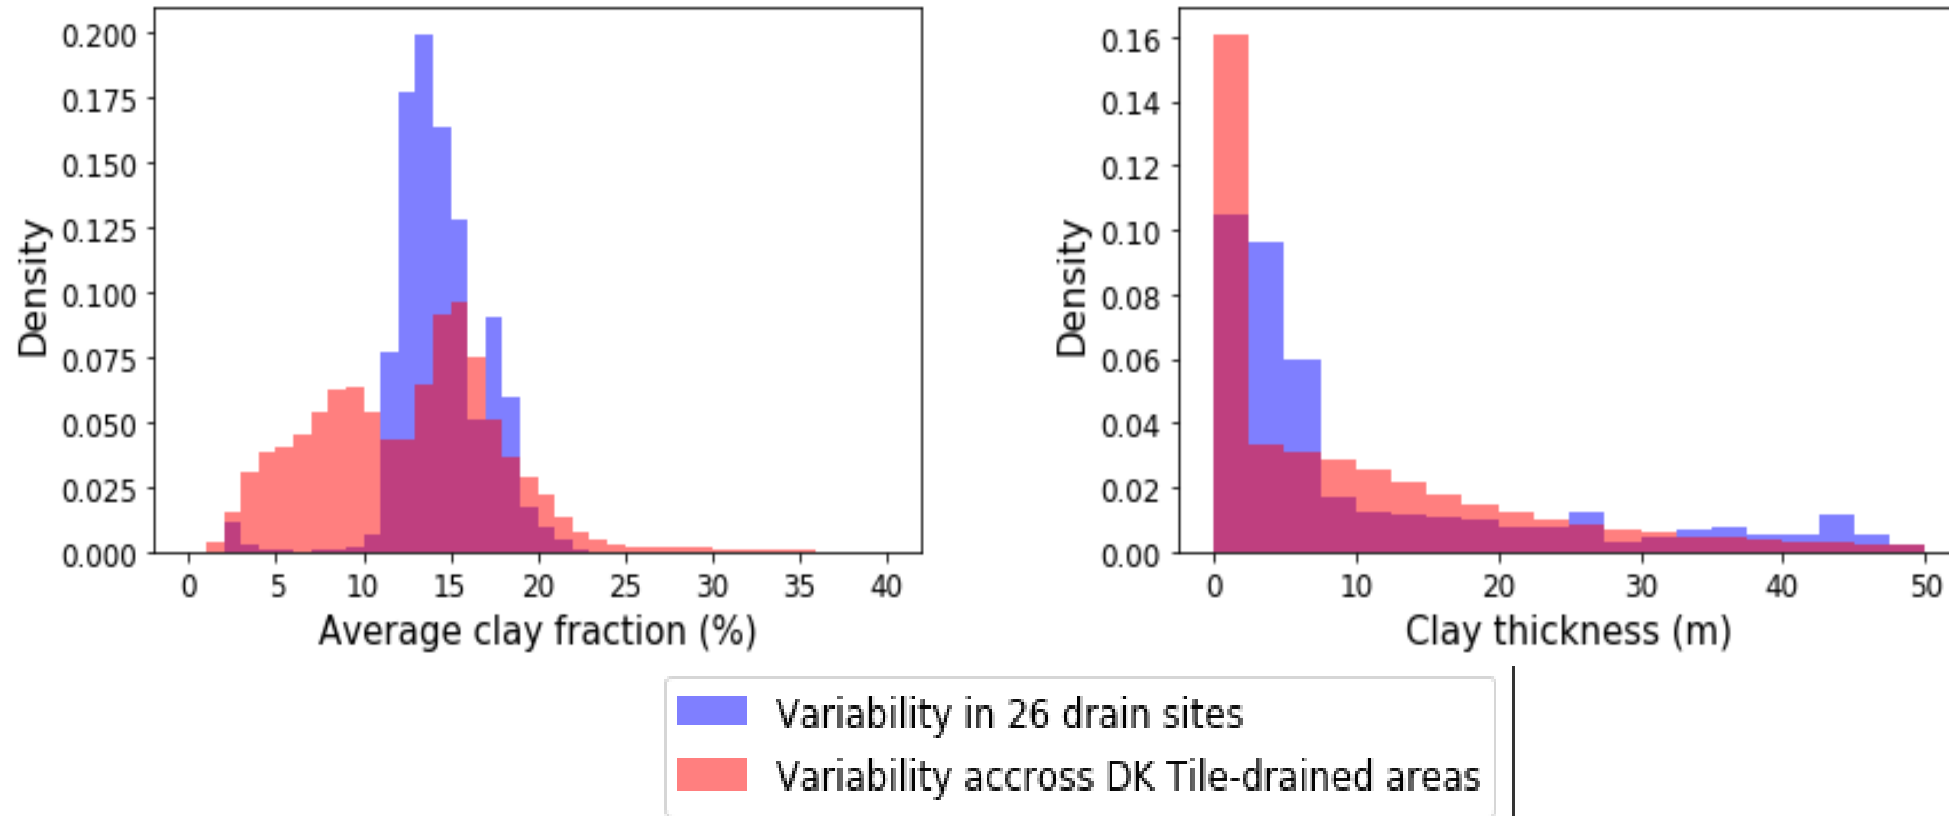 0.200
0.175
0.150
0.125
0.100
0.075
0.050
0.025
0.000
Density
0 5 10 15 20 25 30 35 40
Average clay fraction (%)
0.16
0.14
0.12
0.10
0.08
0.06
0.04
0.02
0.00
Density
0 10 20 30 40 50
Clay thickness (m)
Variability in 26 drain sites
Variability accross DK Tile-drained areas